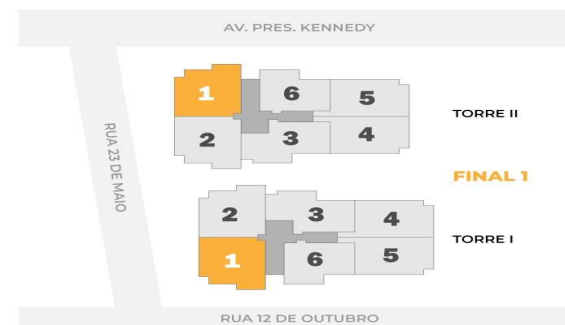 AV. PRES. KENNEDY
1 6 5
TORRE II
2 3 4
RUA 23 DE MAIO
FINAL 1
2 3 4
TORRE I
1 6 5
RUA 12 DE OUTUBRO